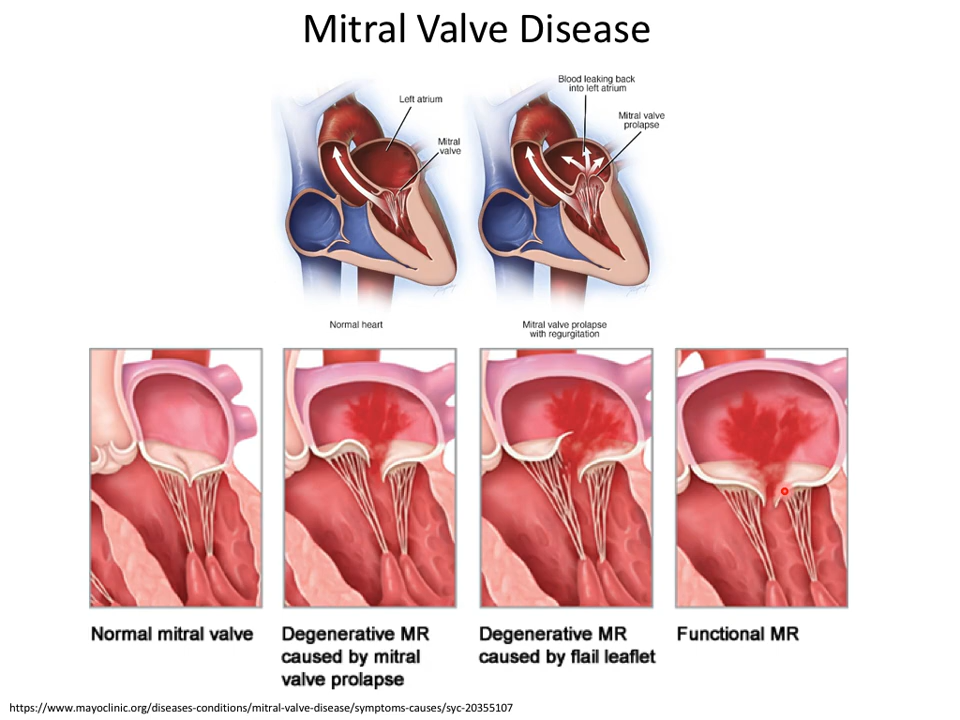 Mitral Valve Disease
Left atrium
Mitral
valve
Blood leaking back
into left atrium
Mitral valve
prolapse
Normal heart
Mitral valve prolapse
with regurgitation
Normal mitral valve
Degenerative MR
caused by mitral
valve prolapse
Degenerative MR
caused by flail leaflet
Functional MR
https://www.mayoclinic.org/diseases-conditions/mitral-valve-disease/symptoms-causes/syc-20355107